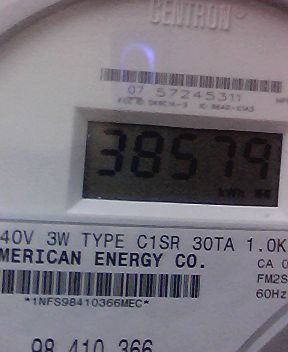 CENTRON
07 57245311
38579
kWh
40V 3W TYPE C1SR 30TA 1.0K
MERICAN ENERGY CO.
CA 0
FM2S
60Hz
*1NFS98410366MEC*
98 410 366